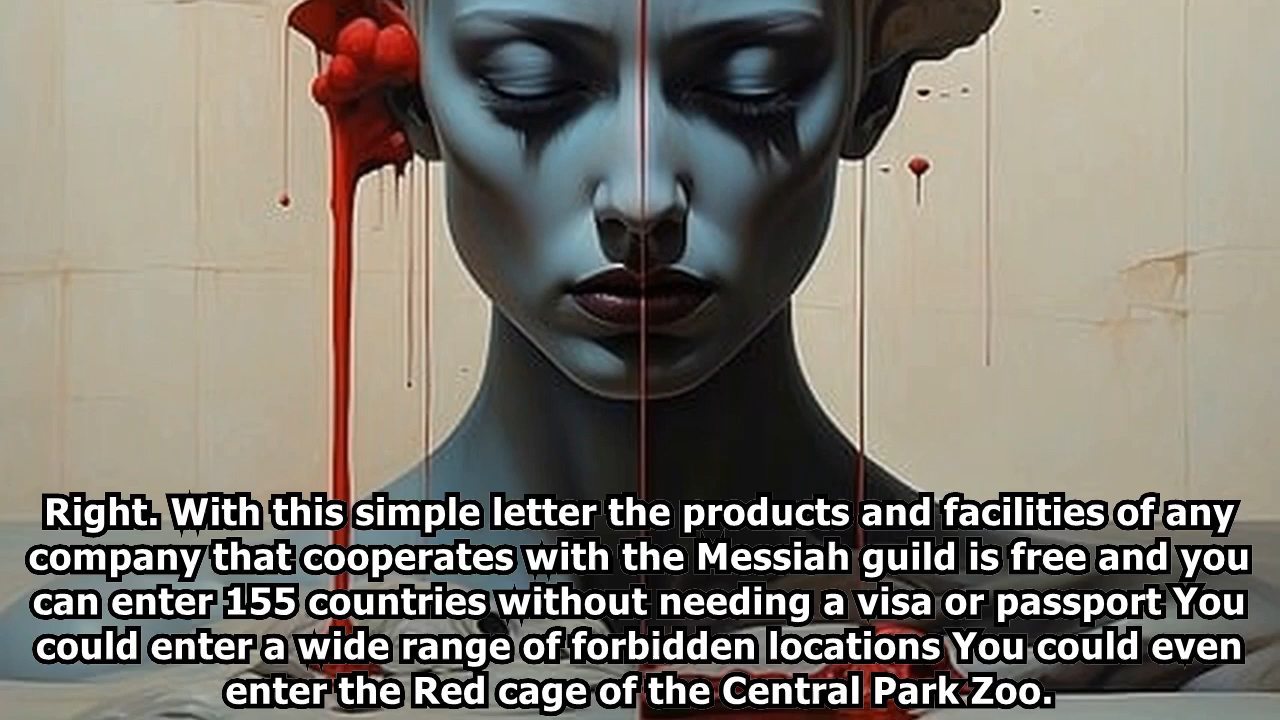 Right. With this simple letter the products and facilities of any
company that cooperates with the Messiah guild is free and you
can enter 155 countries without needing a visa or passport You
could enter a wide range of forbidden locations You could even
enter the Red cage of the Central Park Zoo.